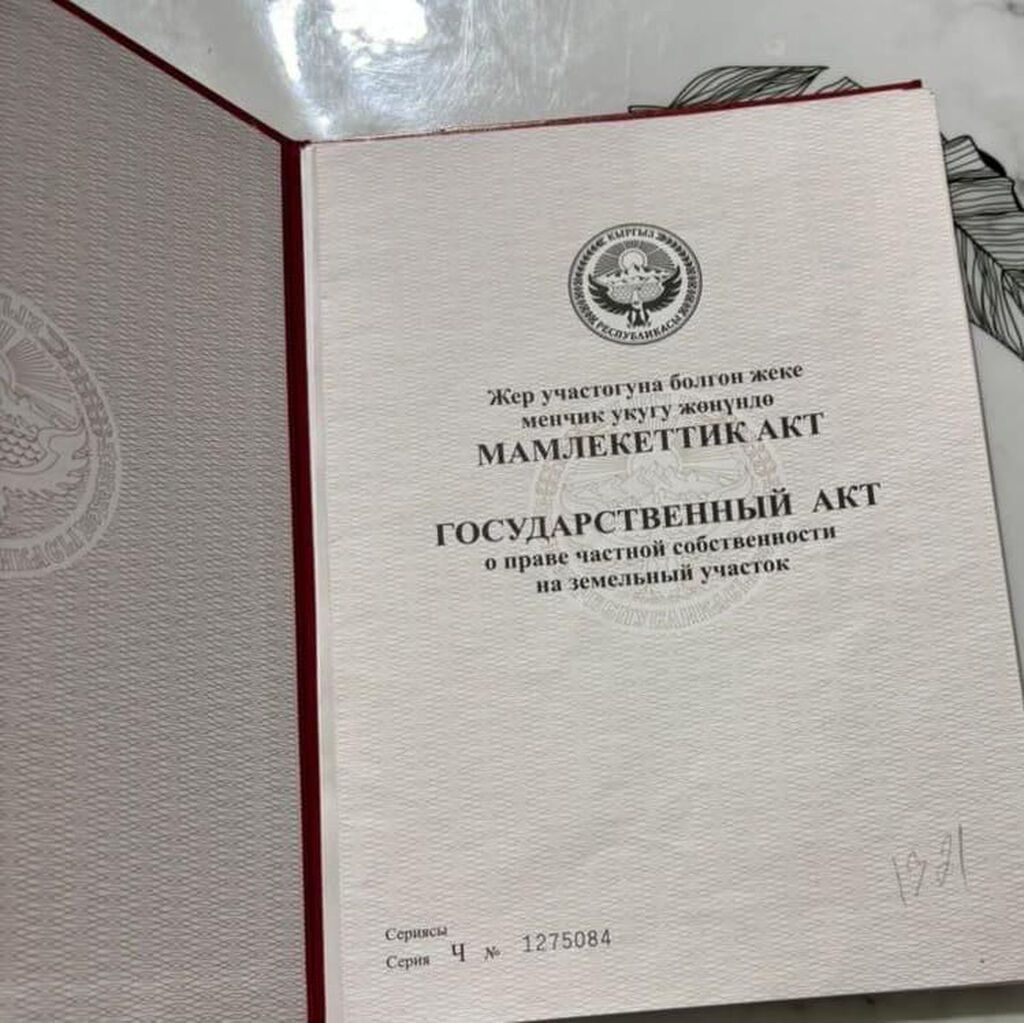 КЫРГЫЗ
РЕСПУБЛИКАСЫ
Жер участогуна болгон жеке
менчик укугу жөнүндө
МАМЛЕКЕТТИК АКТ
ГОСУДАРСТВЕННЫЙ АКТ
о праве частной собственности
на земельный участок
Сериясы
Серия Ч № 1275084